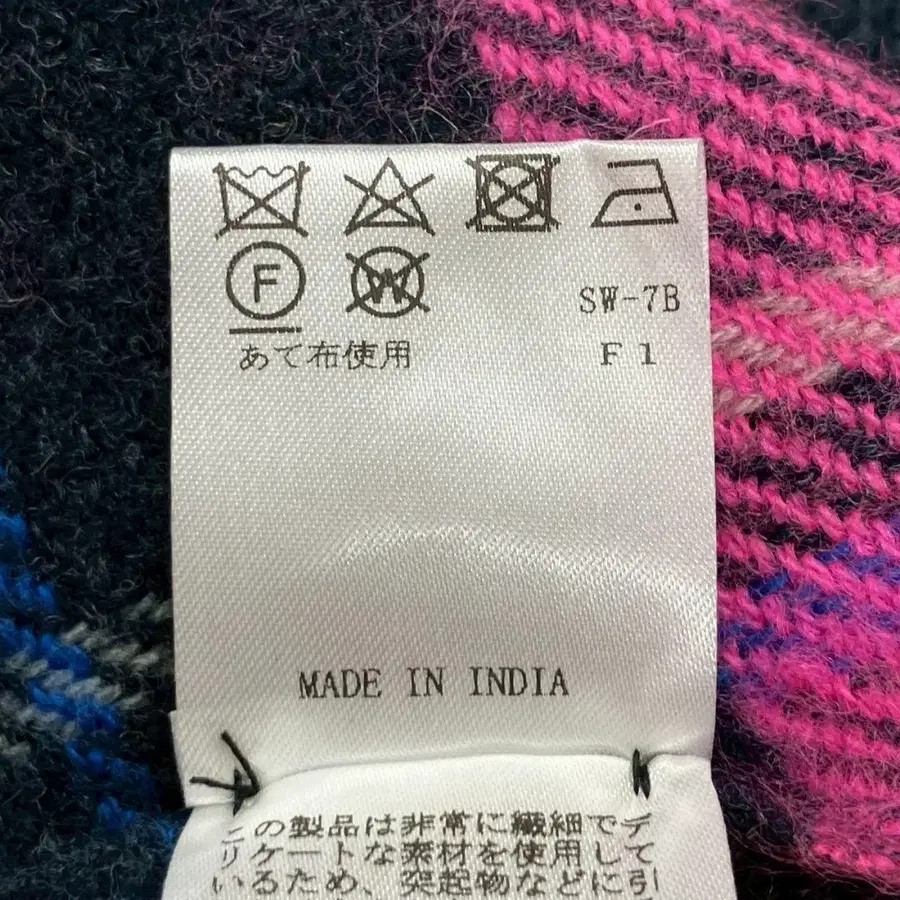 F W SW-7B
あて布使用 F1
MADE IN INDIA
この製品は非常に繊細でデ
リケートな素材を使用して
いるため、突起物などに引